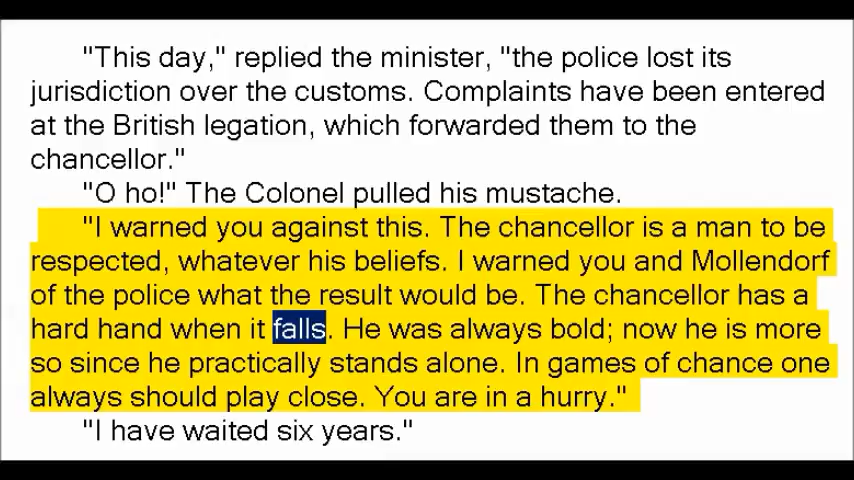 "This day," replied the minister, "the police lost its
jurisdiction over the customs. Complaints have been entered
at the British legation, which forwarded them to the
chancellor."
"O ho!" The Colonel pulled his mustache.
"I warned you against this. The chancellor is a man to be
respected, whatever his beliefs. I warned you and Mollendorf
of the police what the result would be. The chancellor has a
hard hand when it falls. He was always bold; now he is more
so since he practically stands alone. In games of chance one
always should play close. You are in a hurry."
"I have waited six years."